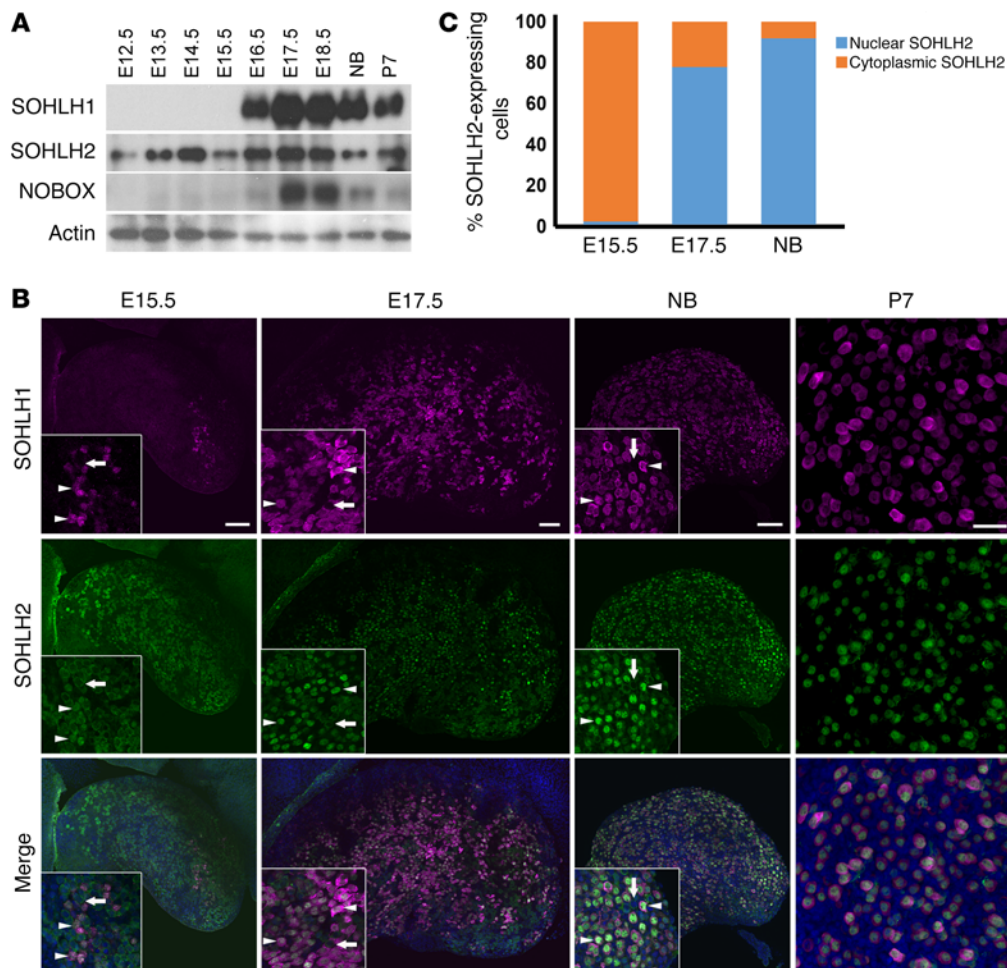 A
E12.5 E13.5 E14.5 E15.5 E16.5 E17.5 E18.5 NB P7
SOHLH1
SOHLH2
NOBOX
Actin
C
% SOHLH2-expressing
cells
100
80
60
40
20
0
E15.5 E17.5 NB
Nuclear SOHLH2
Cytoplasmic SOHLH2
B
E15.5 E17.5 NB P7
SOHLH1
SOHLH2
Merge